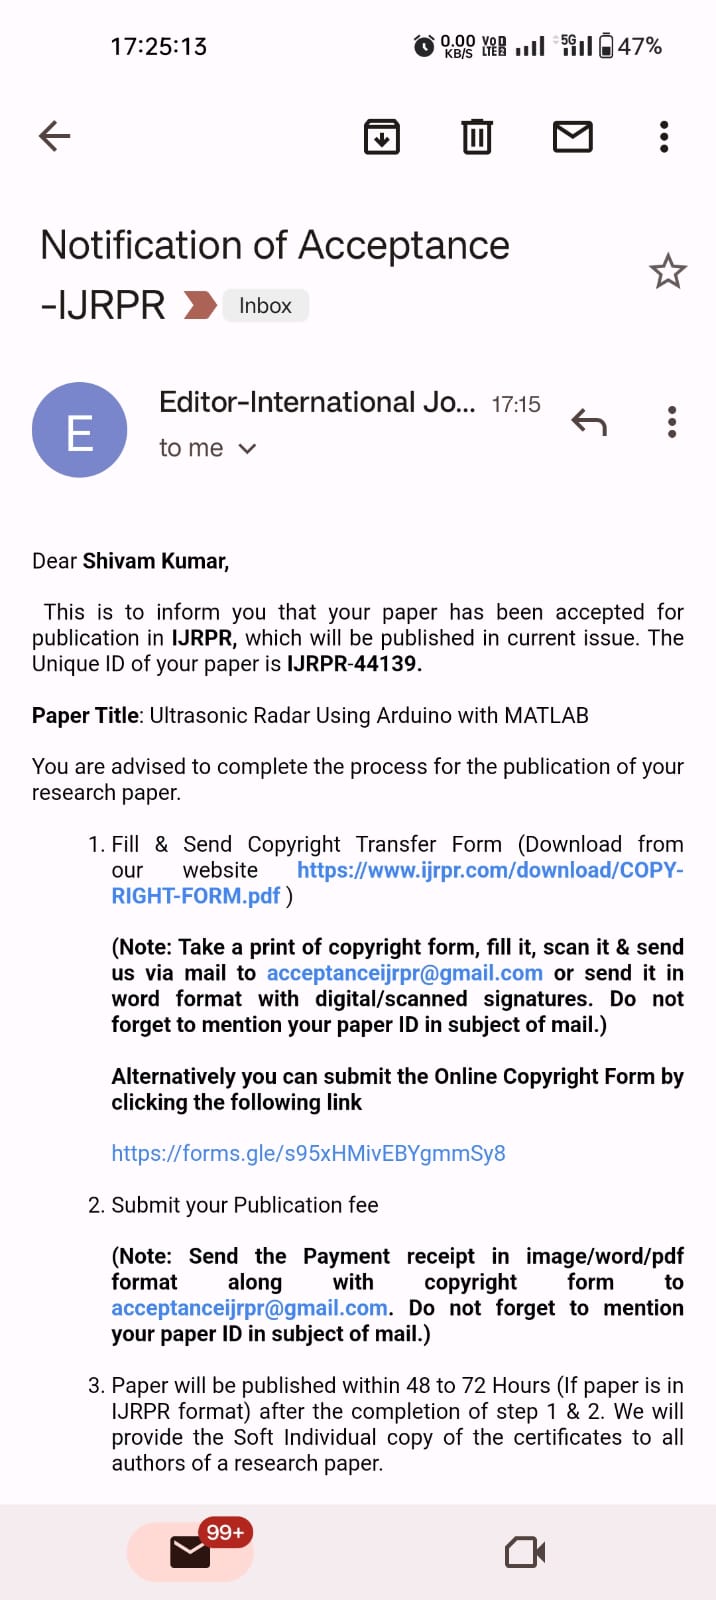 17:25:13
0.00 KB/S VoD LTE2 5G 47%
Notification of Acceptance
-IJRPR Inbox
Editor-International Jo... 17:15
E
to me
Dear Shivam Kumar,
This is to inform you that your paper has been accepted for
publication in IJRPR, which will be published in current issue. The
Unique ID of your paper is IJRPR-44139.
Paper Title: Ultrasonic Radar Using Arduino with MATLAB
You are advised to complete the process for the publication of your
research paper.
1. Fill & Send Copyright Transfer Form (Download from
our website https://www.ijrpr.com/download/COPY-
RIGHT-FORM.pdf )
(Note: Take a print of copyright form, fill it, scan it & send
us via mail to acceptanceijrpr@gmail.com or send it in
word format with digital/scanned signatures. Do not
forget to mention your paper ID in subject of mail.)
Alternatively you can submit the Online Copyright Form by
clicking the following link
https://forms.gle/s95xHMivEBYgmmSy8
2. Submit your Publication fee
(Note: Send the Payment receipt in image/word/pdf
format along with copyright form to
acceptanceijrpr@gmail.com. Do not forget to mention
your paper ID in subject of mail.)
3. Paper will be published within 48 to 72 Hours (If paper is in
IJRPR format) after the completion of step 1 & 2. We will
provide the Soft Individual copy of the certificates to all
authors of a research paper.
99+